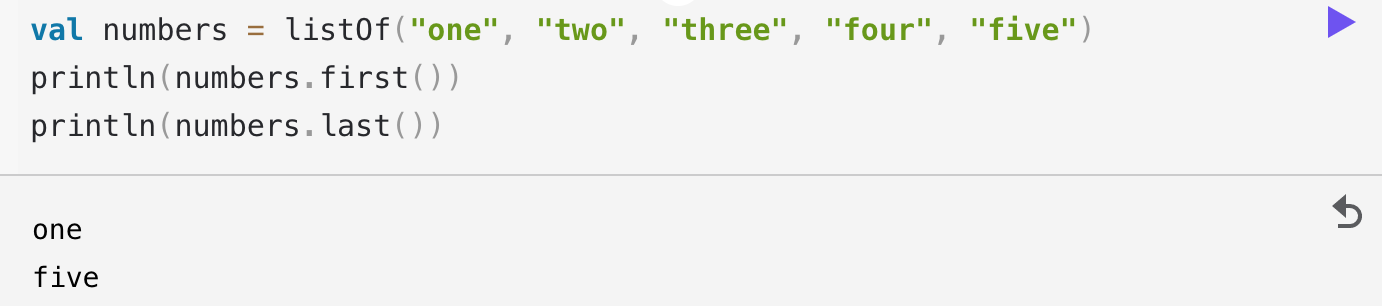 val numbers = listOf("one", "two", "three", "four", "five")
println(numbers.first())
println(numbers.last())
one
five